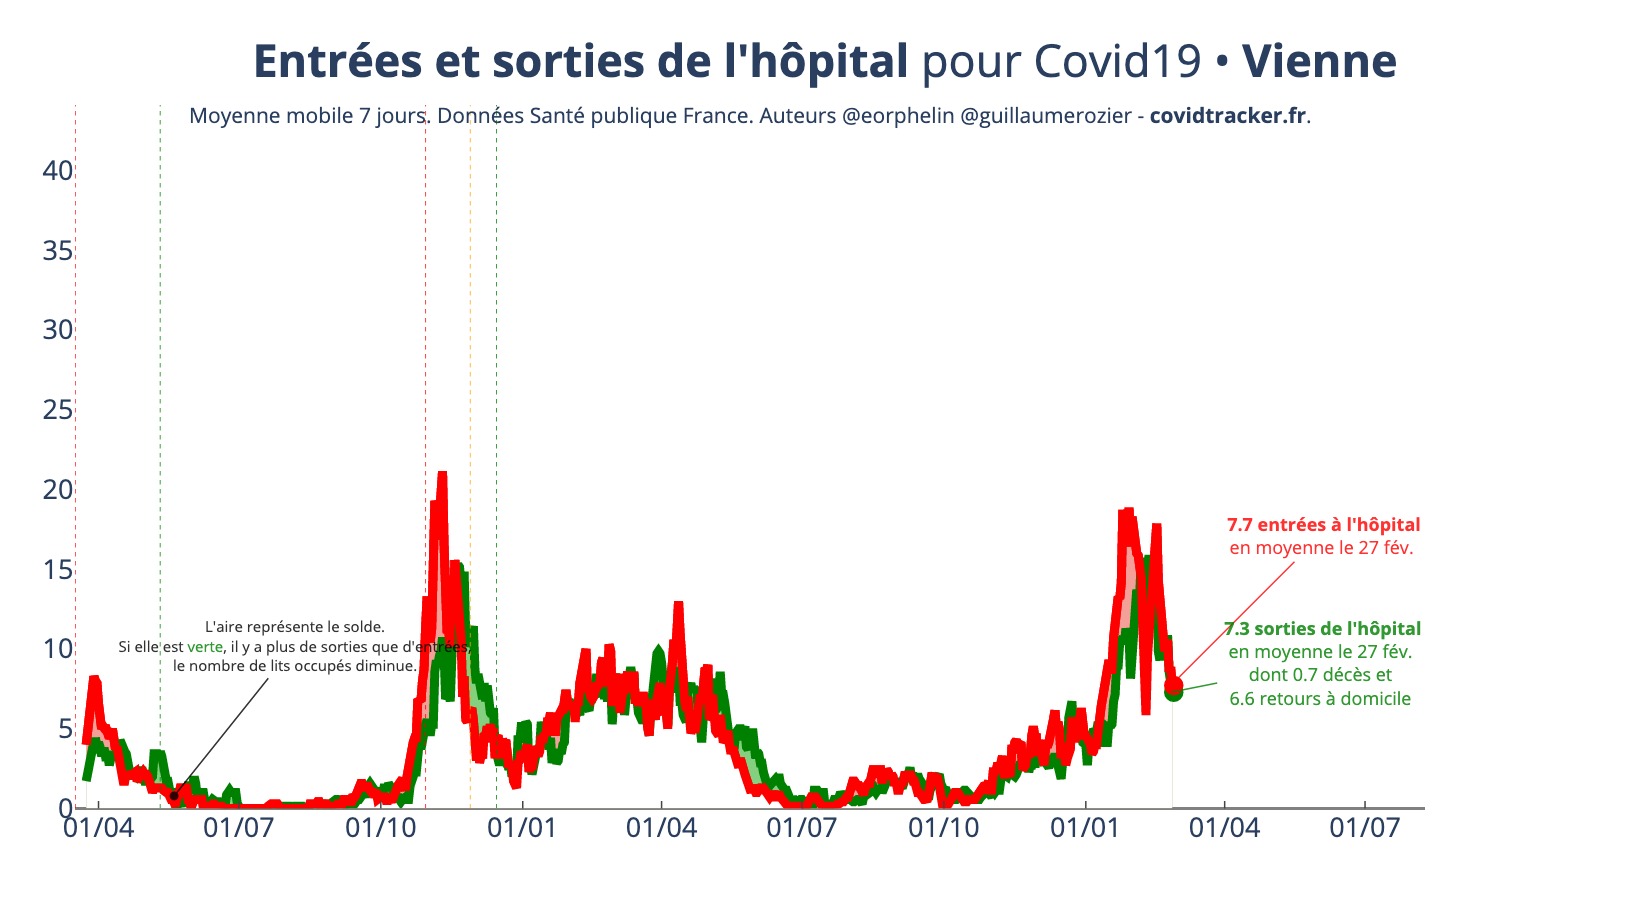 Entrées et sorties de l'hôpital pour Covid19 • Vienne
Moyenne mobile 7 jours. Données Santé publique France. Auteurs @eorphelin @guillaumerozier - covidtracker.fr.
40
35
30
25
20
15
10
5
0
L'aire représente le solde.
Si elle est verte, il y a plus de sorties que d'entrées,
le nombre de lits occupés diminue.
7.7 entrées à l'hôpital
en moyenne le 27 fév.
7.3 sorties de l'hôpital
en moyenne le 27 fév.
dont 0.7 décès et
6.6 retours à domicile
01/04 01/07 01/10 01/01 01/04 01/07 01/10 01/01 01/04 01/07